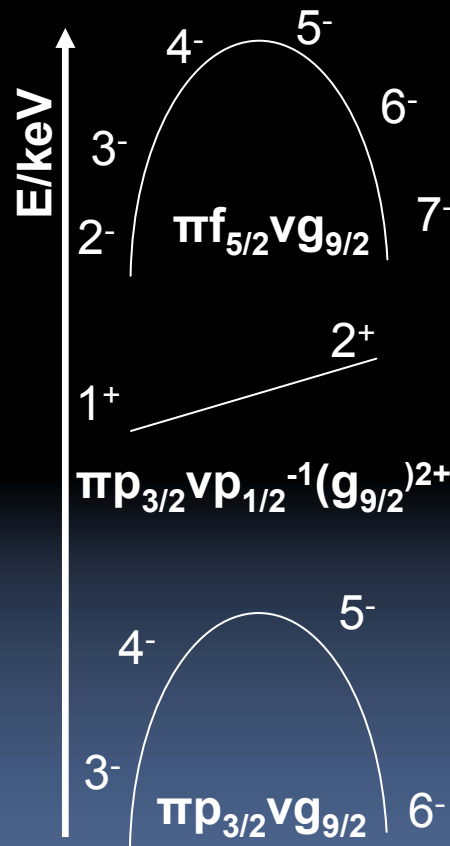 E/keV
4⁻ 5⁻
3⁻ 6⁻
2⁻ πf₅/₂νg₉/₂ 7⁻
2⁺
1⁺
πp₃/₂νp₁/₂⁻¹(g₉/₂)²⁺
4⁻ 5⁻
3⁻ πp₃/₂νg₉/₂ 6⁻